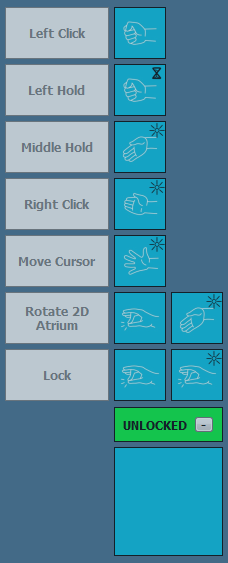 Left Click
Left Hold
Middle Hold
Right Click
Move Cursor
Rotate 2D
Atrium
Lock
UNLOCKED -